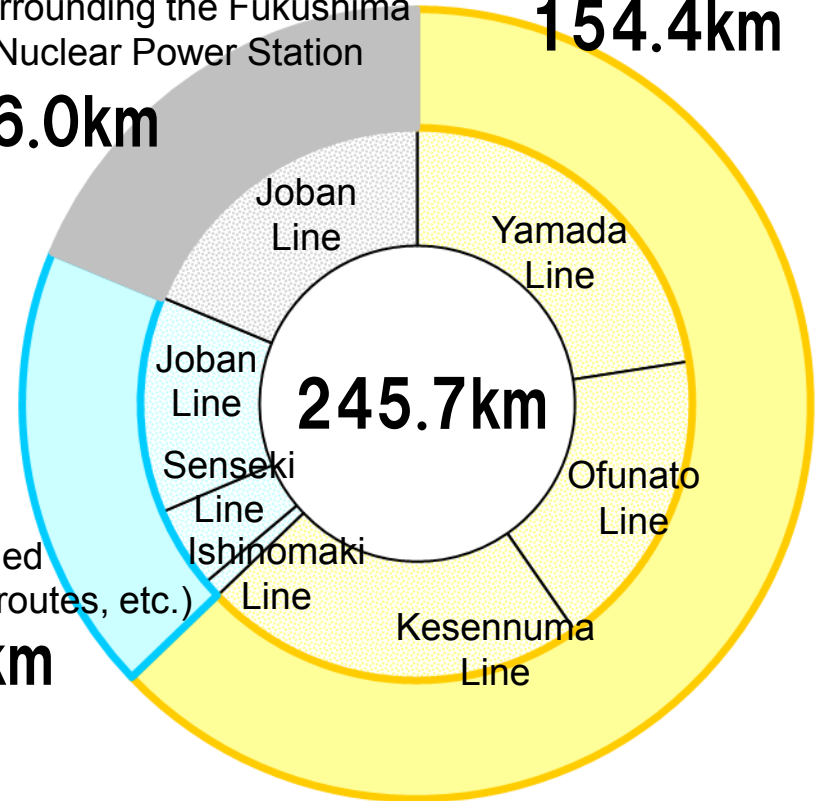 rrounding the Fukushima
Nuclear Power Station
6.0km
154.4km
Joban
Line
Yamada
Line
Joban
Line
245.7km
Senseki
Line
Ofunato
Line
Ishinomaki
Line
Kesennuma
Line
ed
routes, etc.)
km